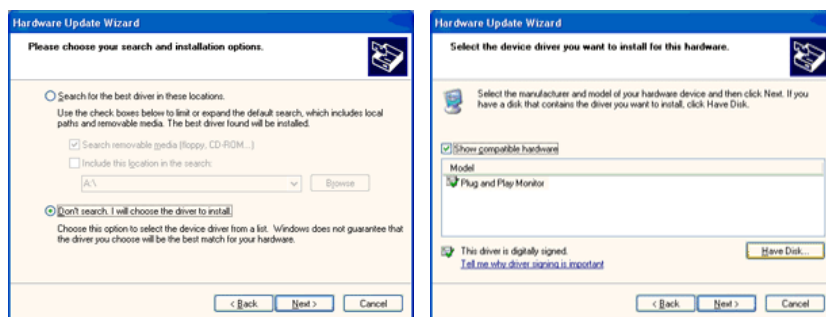 Hardware Update Wizard
Please choose your search and installation options.
Search for the best driver in these locations.
Use the check boxes below to limit or expand the default search, which includes local
paths and removable media. The best driver found will be installed.
Search removable media (floppy, CD-ROM...)
Include this location in the search:
A:\
Browse
Don't search. I will choose the driver to install.
Choose this option to select the device driver from a list. Windows does not guarantee that
the driver you choose will be the best match for your hardware.
< Back Next > Cancel
Hardware Update Wizard
Select the device driver you want to install for this hardware.
Select the manufacturer and model of your hardware device and then click Next. If you
have a disk that contains the driver you want to install, click Have Disk.
Show compatible hardware
Model
Plug and Play Monitor
This driver is digitally signed.
Tell me why driver signing is important
Have Disk...
< Back Next > Cancel